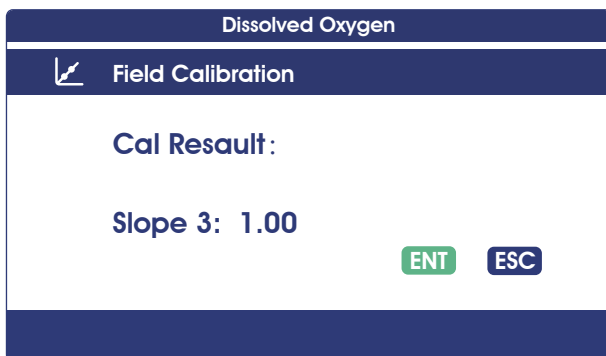 Dissolved Oxygen
Field Calibration
Cal Resault:
Slope 3: 1.00
ENT ESC